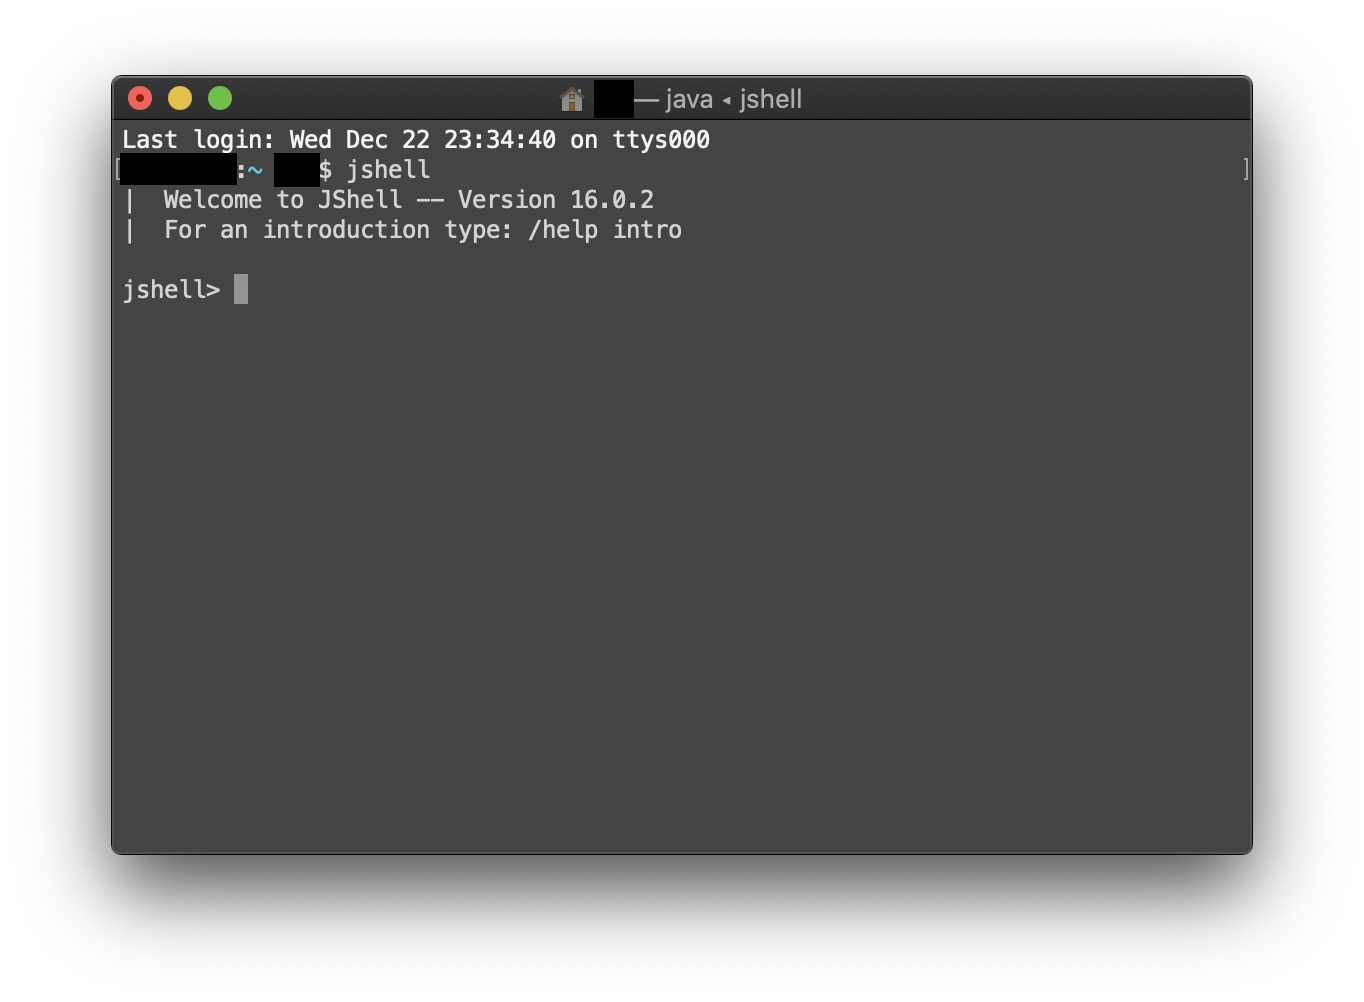 — java ◂ jshell
Last login: Wed Dec 22 23:34:40 on ttys000
[:~ $ jshell ]
|  Welcome to JShell -- Version 16.0.2
|  For an introduction type: /help intro
jshell>